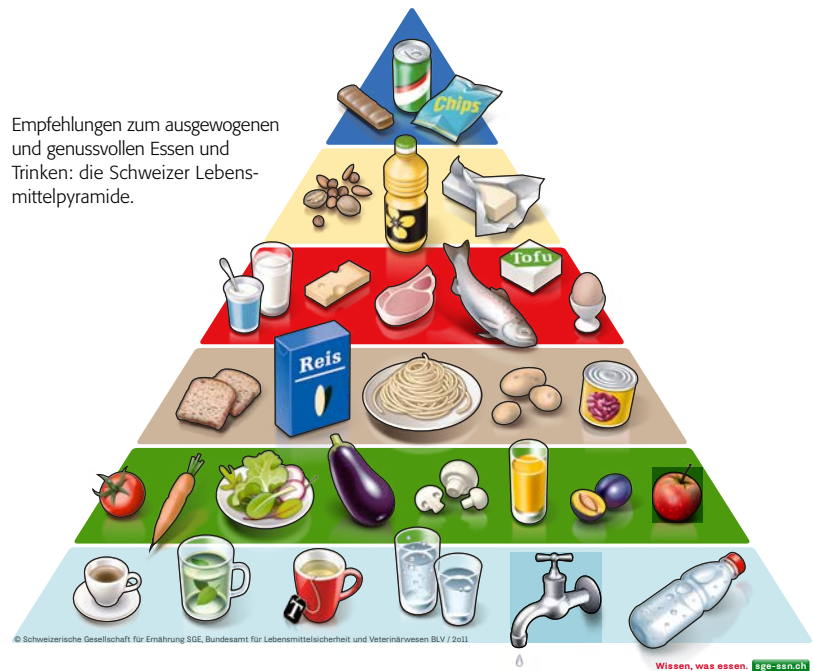 Chips
Empfehlungen zum ausgewogenen
und genussvollen Essen und
Trinken: die Schweizer Lebens-
mittelpyramide.
Tofu
Reis
T
© Schweizerische Gesellschaft für Ernährung SGE, Bundesamt für Lebensmittelsicherheit und Veterinärwesen BLV / 2o11
Wissen, was essen. sge-ssn.ch